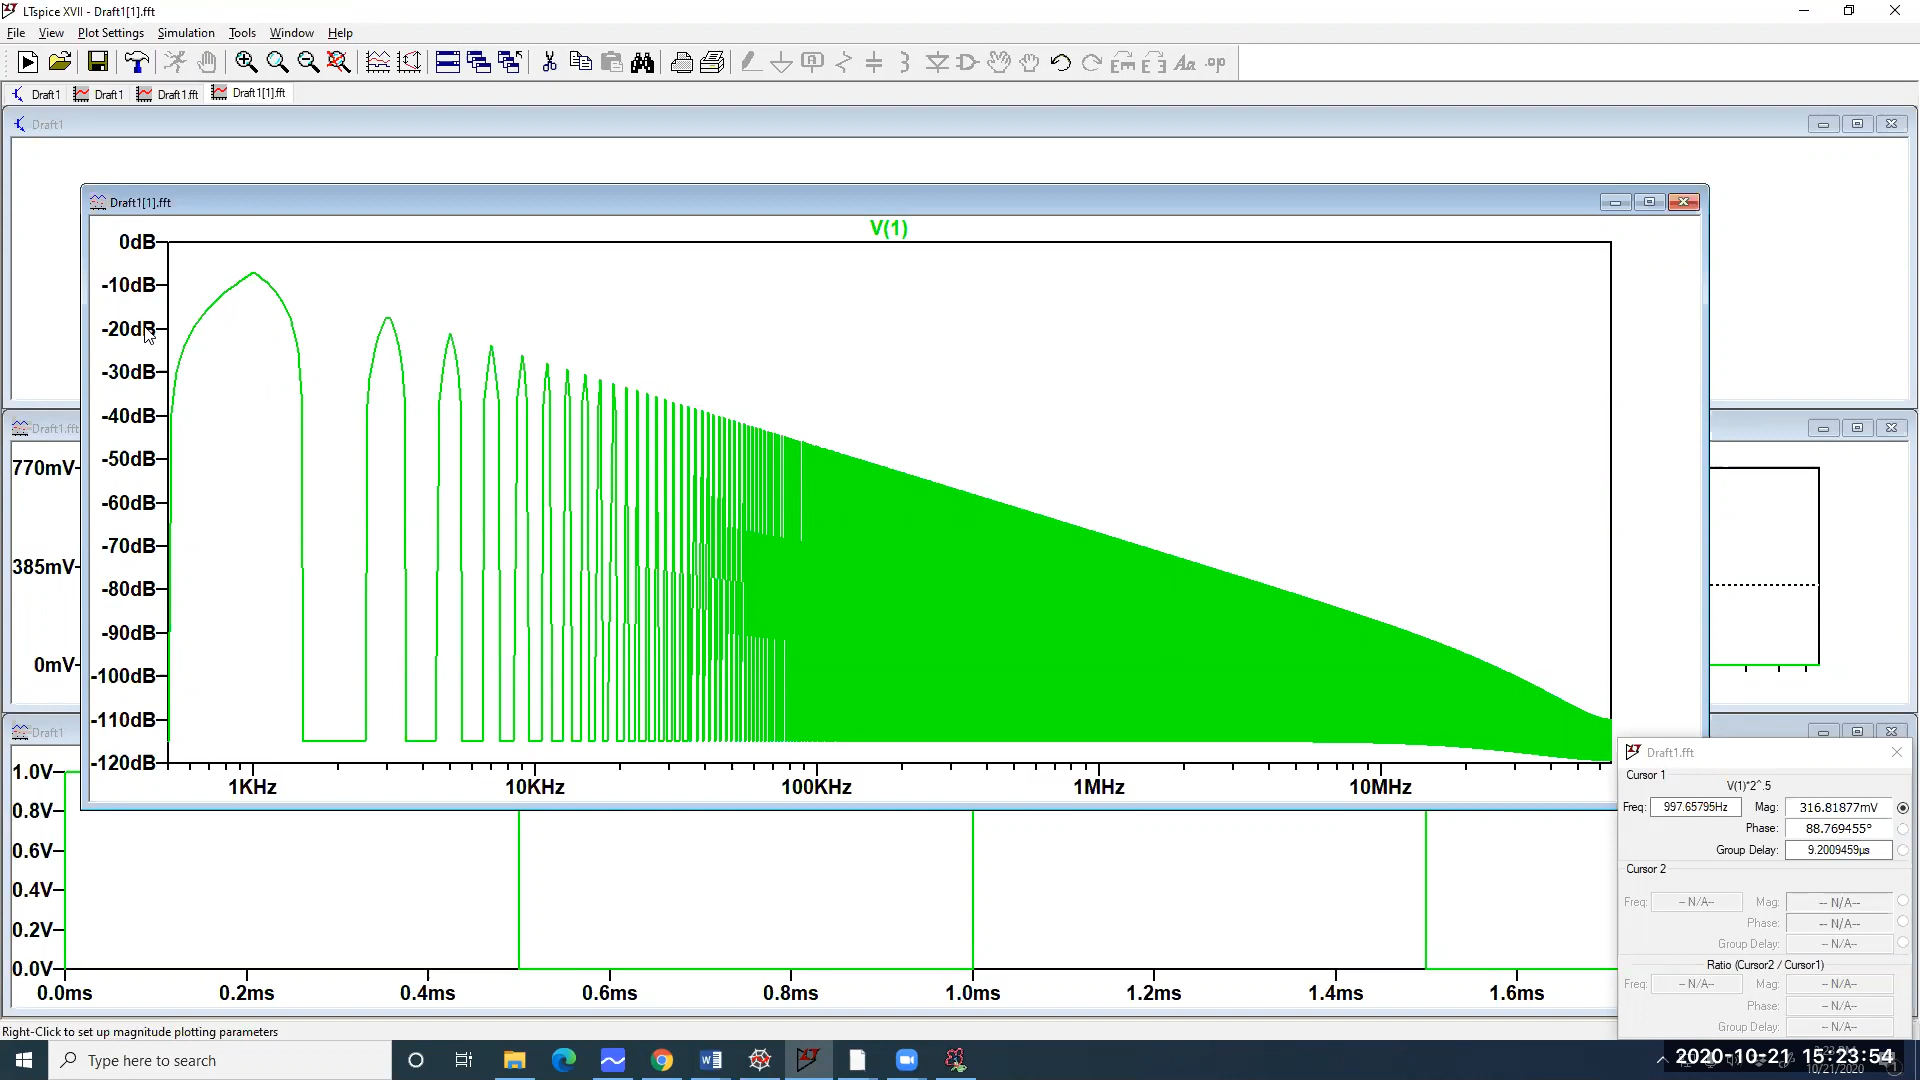 LTspice XVII - Draft1[1].fft
File View Plot Settings Simulation Tools Window Help
Draft1 Draft1 Draft1.fft Draft1[1].fft
Draft1
Draft1[1].fft
V(1)
0dB
-10dB
-20dB
-30dB
-40dB
-50dB
-60dB
-70dB
-80dB
-90dB
-100dB
-110dB
-120dB
1KHz 10KHz 100KHz 1MHz 10MHz
Draft1.fft
770mV
385mV
0mV
Draft1
1.0V
0.8V
0.6V
0.4V
0.2V
0.0V
0.0ms 0.2ms 0.4ms 0.6ms 0.8ms 1.0ms 1.2ms 1.4ms 1.6ms
Draft1.fft
Cursor 1
V(1)*2^.5
Freq: 997.65795Hz Mag: 316.81877mV
Phase: 88.769455°
Group Delay: 9.2009459µs
Cursor 2
Freq: -- N/A-- Mag: -- N/A--
Phase: -- N/A--
Group Delay: -- N/A--
Ratio (Cursor2 / Cursor1)
Freq: -- N/A-- Mag: -- N/A--
Phase: -- N/A--
Group Delay: -- N/A--
Right-Click to set up magnitude plotting parameters
Type here to search
2020-10-21 15:23:54
10/21/2020